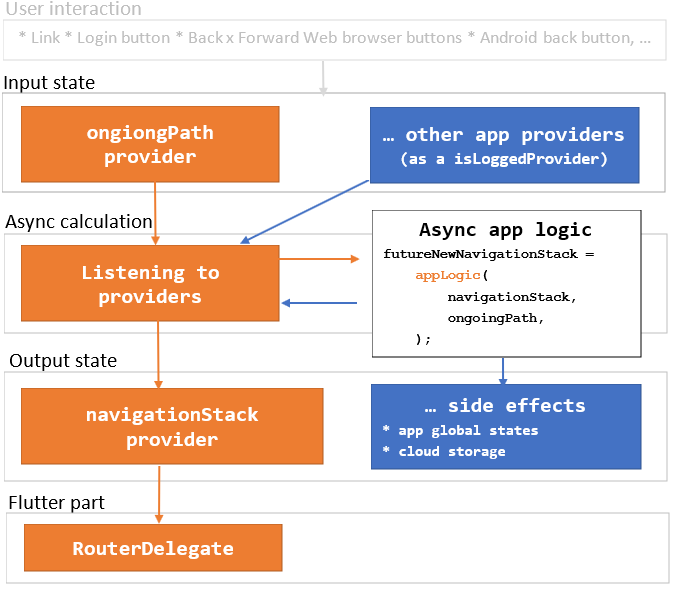 User interaction
* Link * Login button * Back x Forward Web browser buttons * Android back button, ...
Input state
ongiongPath
provider
… other app providers
(as a isLoggedProvider)
Async calculation
Listening to
providers
Async app logic
futureNewNavigationStack =
appLogic(
navigationStack,
ongoingPath,
);
Output state
navigationStack
provider
… side effects
* app global states
* cloud storage
Flutter part
RouterDelegate